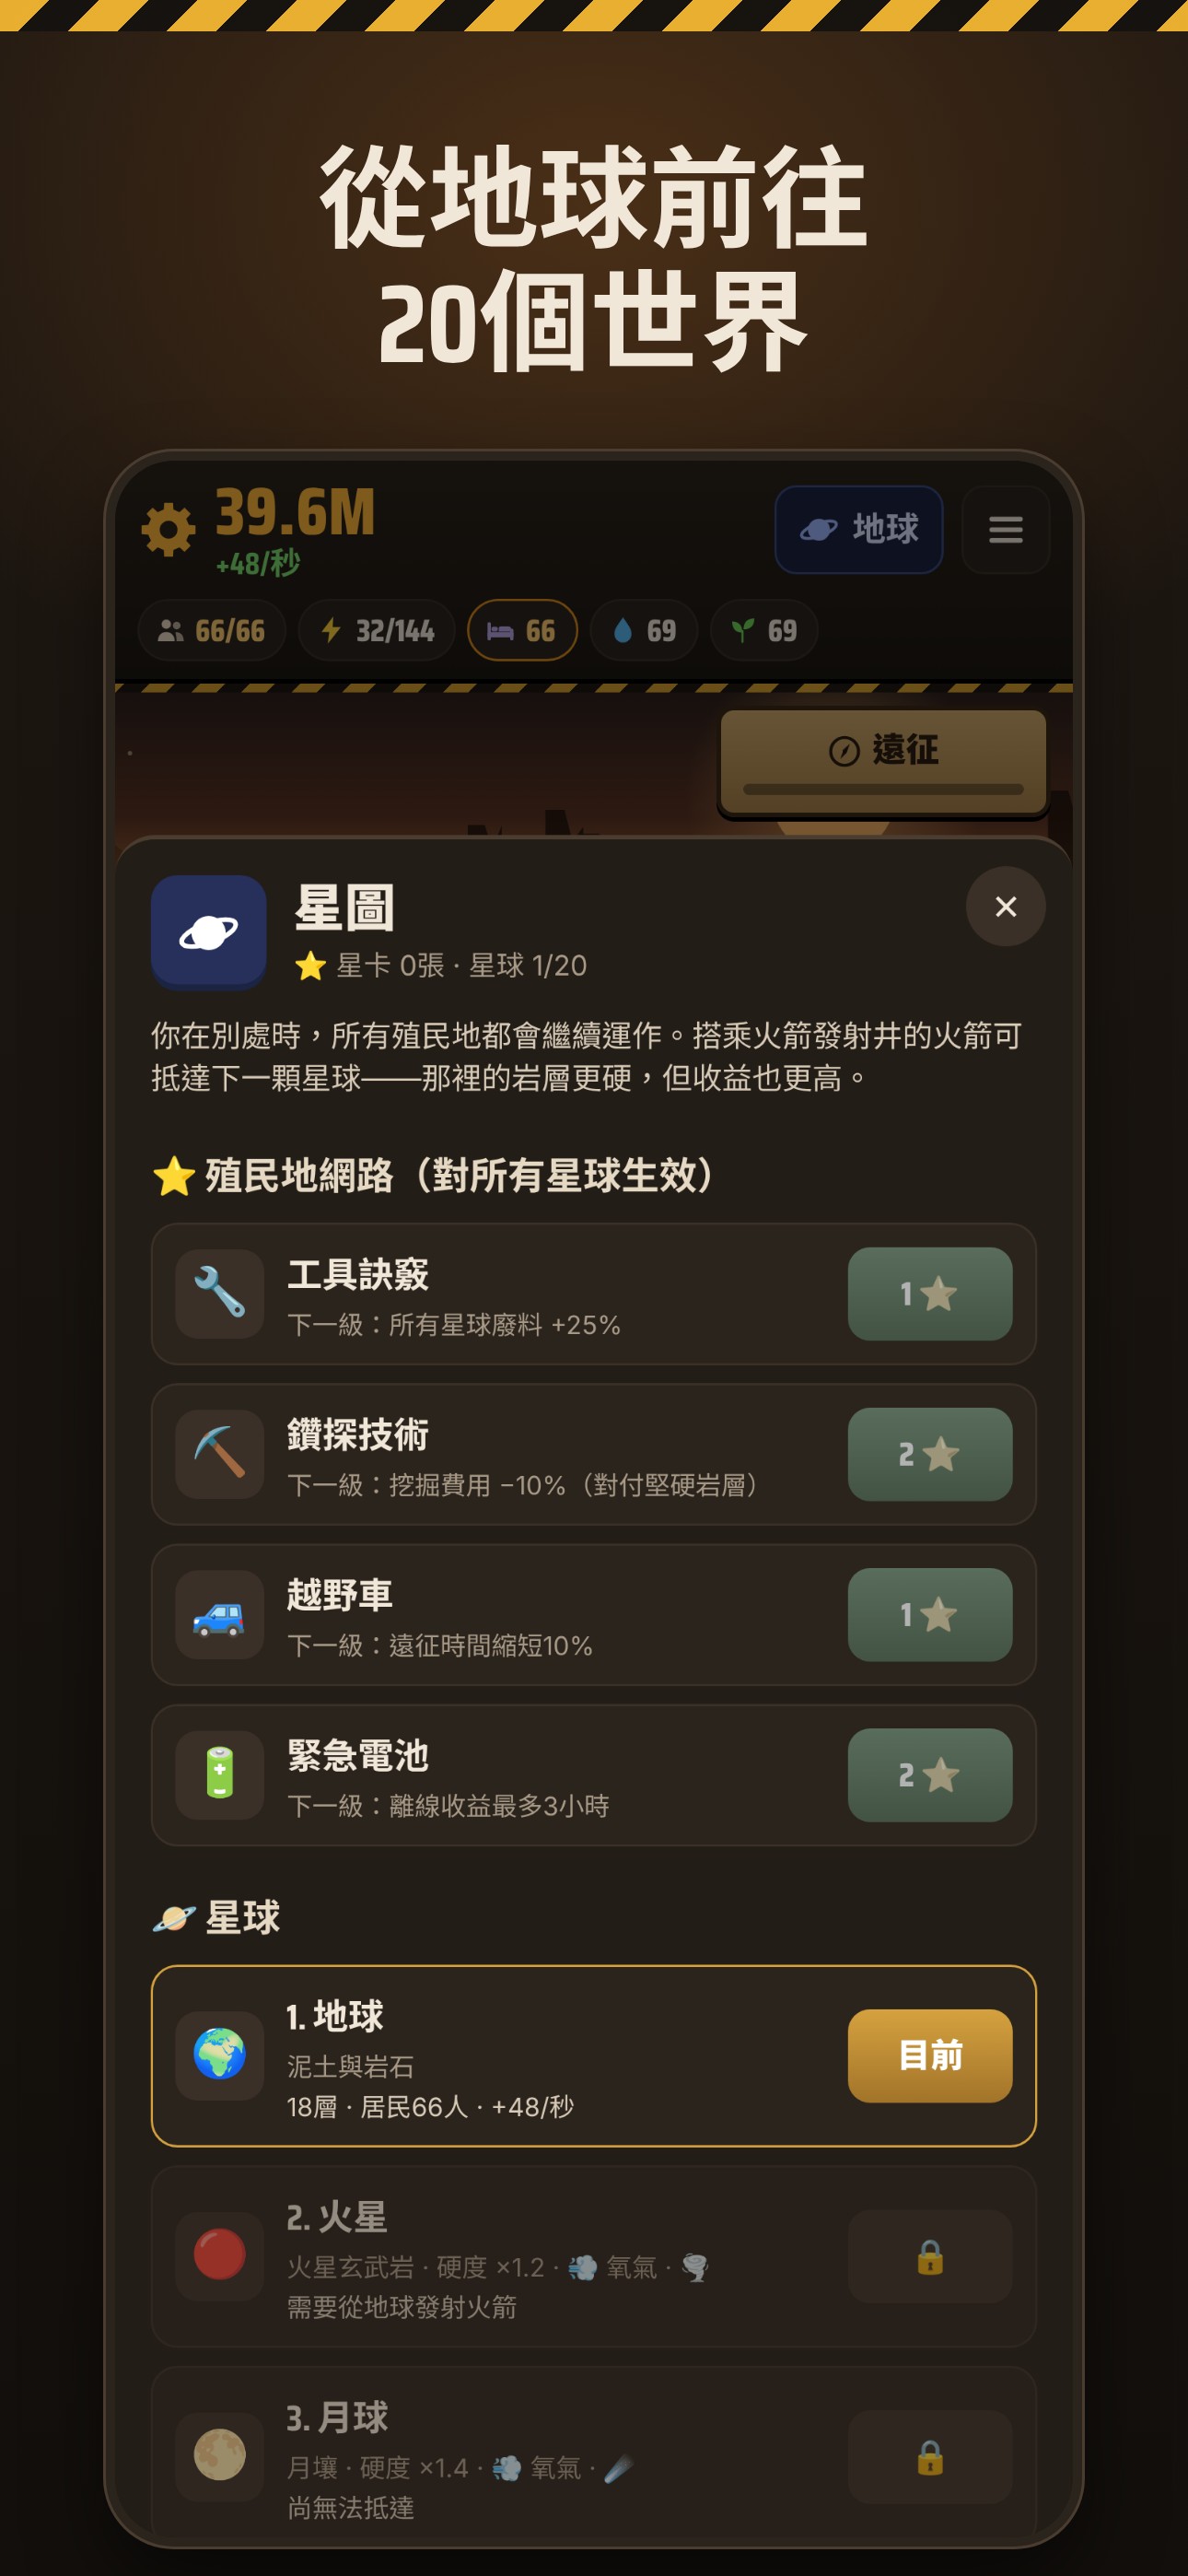 從地球前往
20個世界
39.6M
+48/秒
地球
66/66
32/144
66
69
69
遠征
星圖
星卡 0張 · 星球 1/20
你在別處時，所有殖民地都會繼續運作。搭乘火箭發射井的火箭可
抵達下一顆星球——那裡的岩層更硬，但收益也更高。
殖民地網路（對所有星球生效）
工具訣竅
下一級：所有星球廢料 +25%
1
鑽探技術
下一級：挖掘費用 −10%（對付堅硬岩層）
2
越野車
下一級：遠征時間縮短10%
1
緊急電池
下一級：離線收益最多3小時
2
星球
1. 地球
泥土與岩石
18層 · 居民66人 · +48/秒
目前
2. 火星
火星玄武岩 · 硬度 ×1.2 · 💨 氧氣 · 🌪️
需要從地球發射火箭
3. 月球
月壤 · 硬度 ×1.4 · 💨 氧氣 · ☄️
尚無法抵達